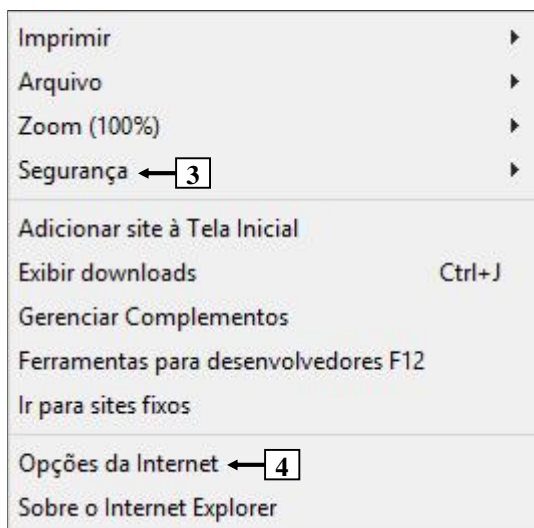 Imprimir
Arquivo
Zoom (100%)
Segurança 3
Adicionar site à Tela Inicial
Exibir downloads Ctrl+J
Gerenciar Complementos
Ferramentas para desenvolvedores F12
Ir para sites fixos
Opções da Internet 4
Sobre o Internet Explorer